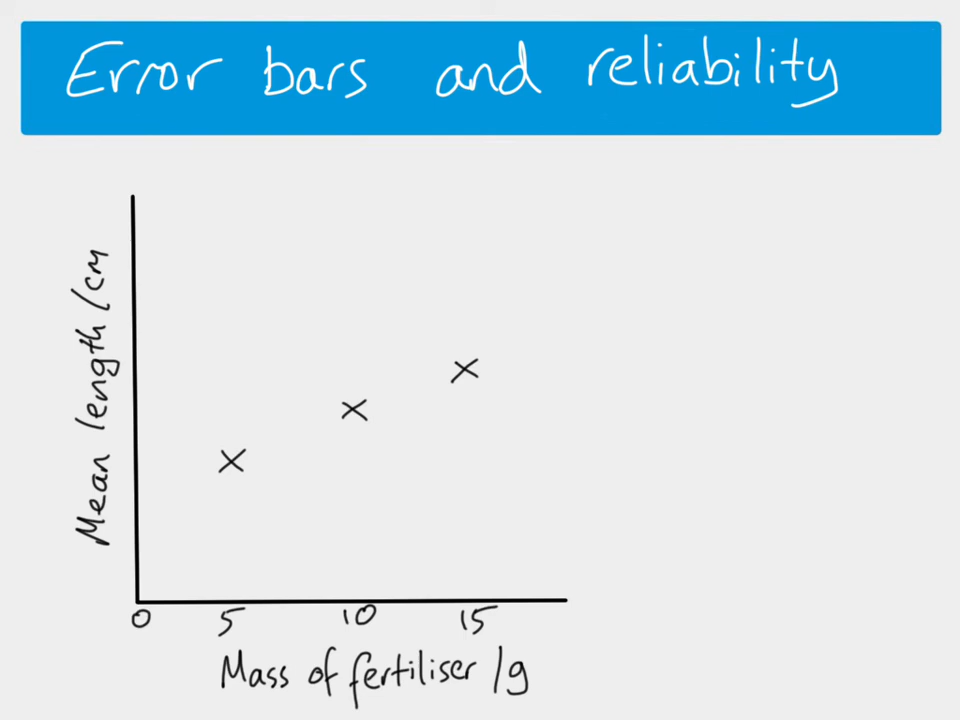 Error bars and reliability
Mean length/cm
0 5 10 15
Mass of fertiliser/g